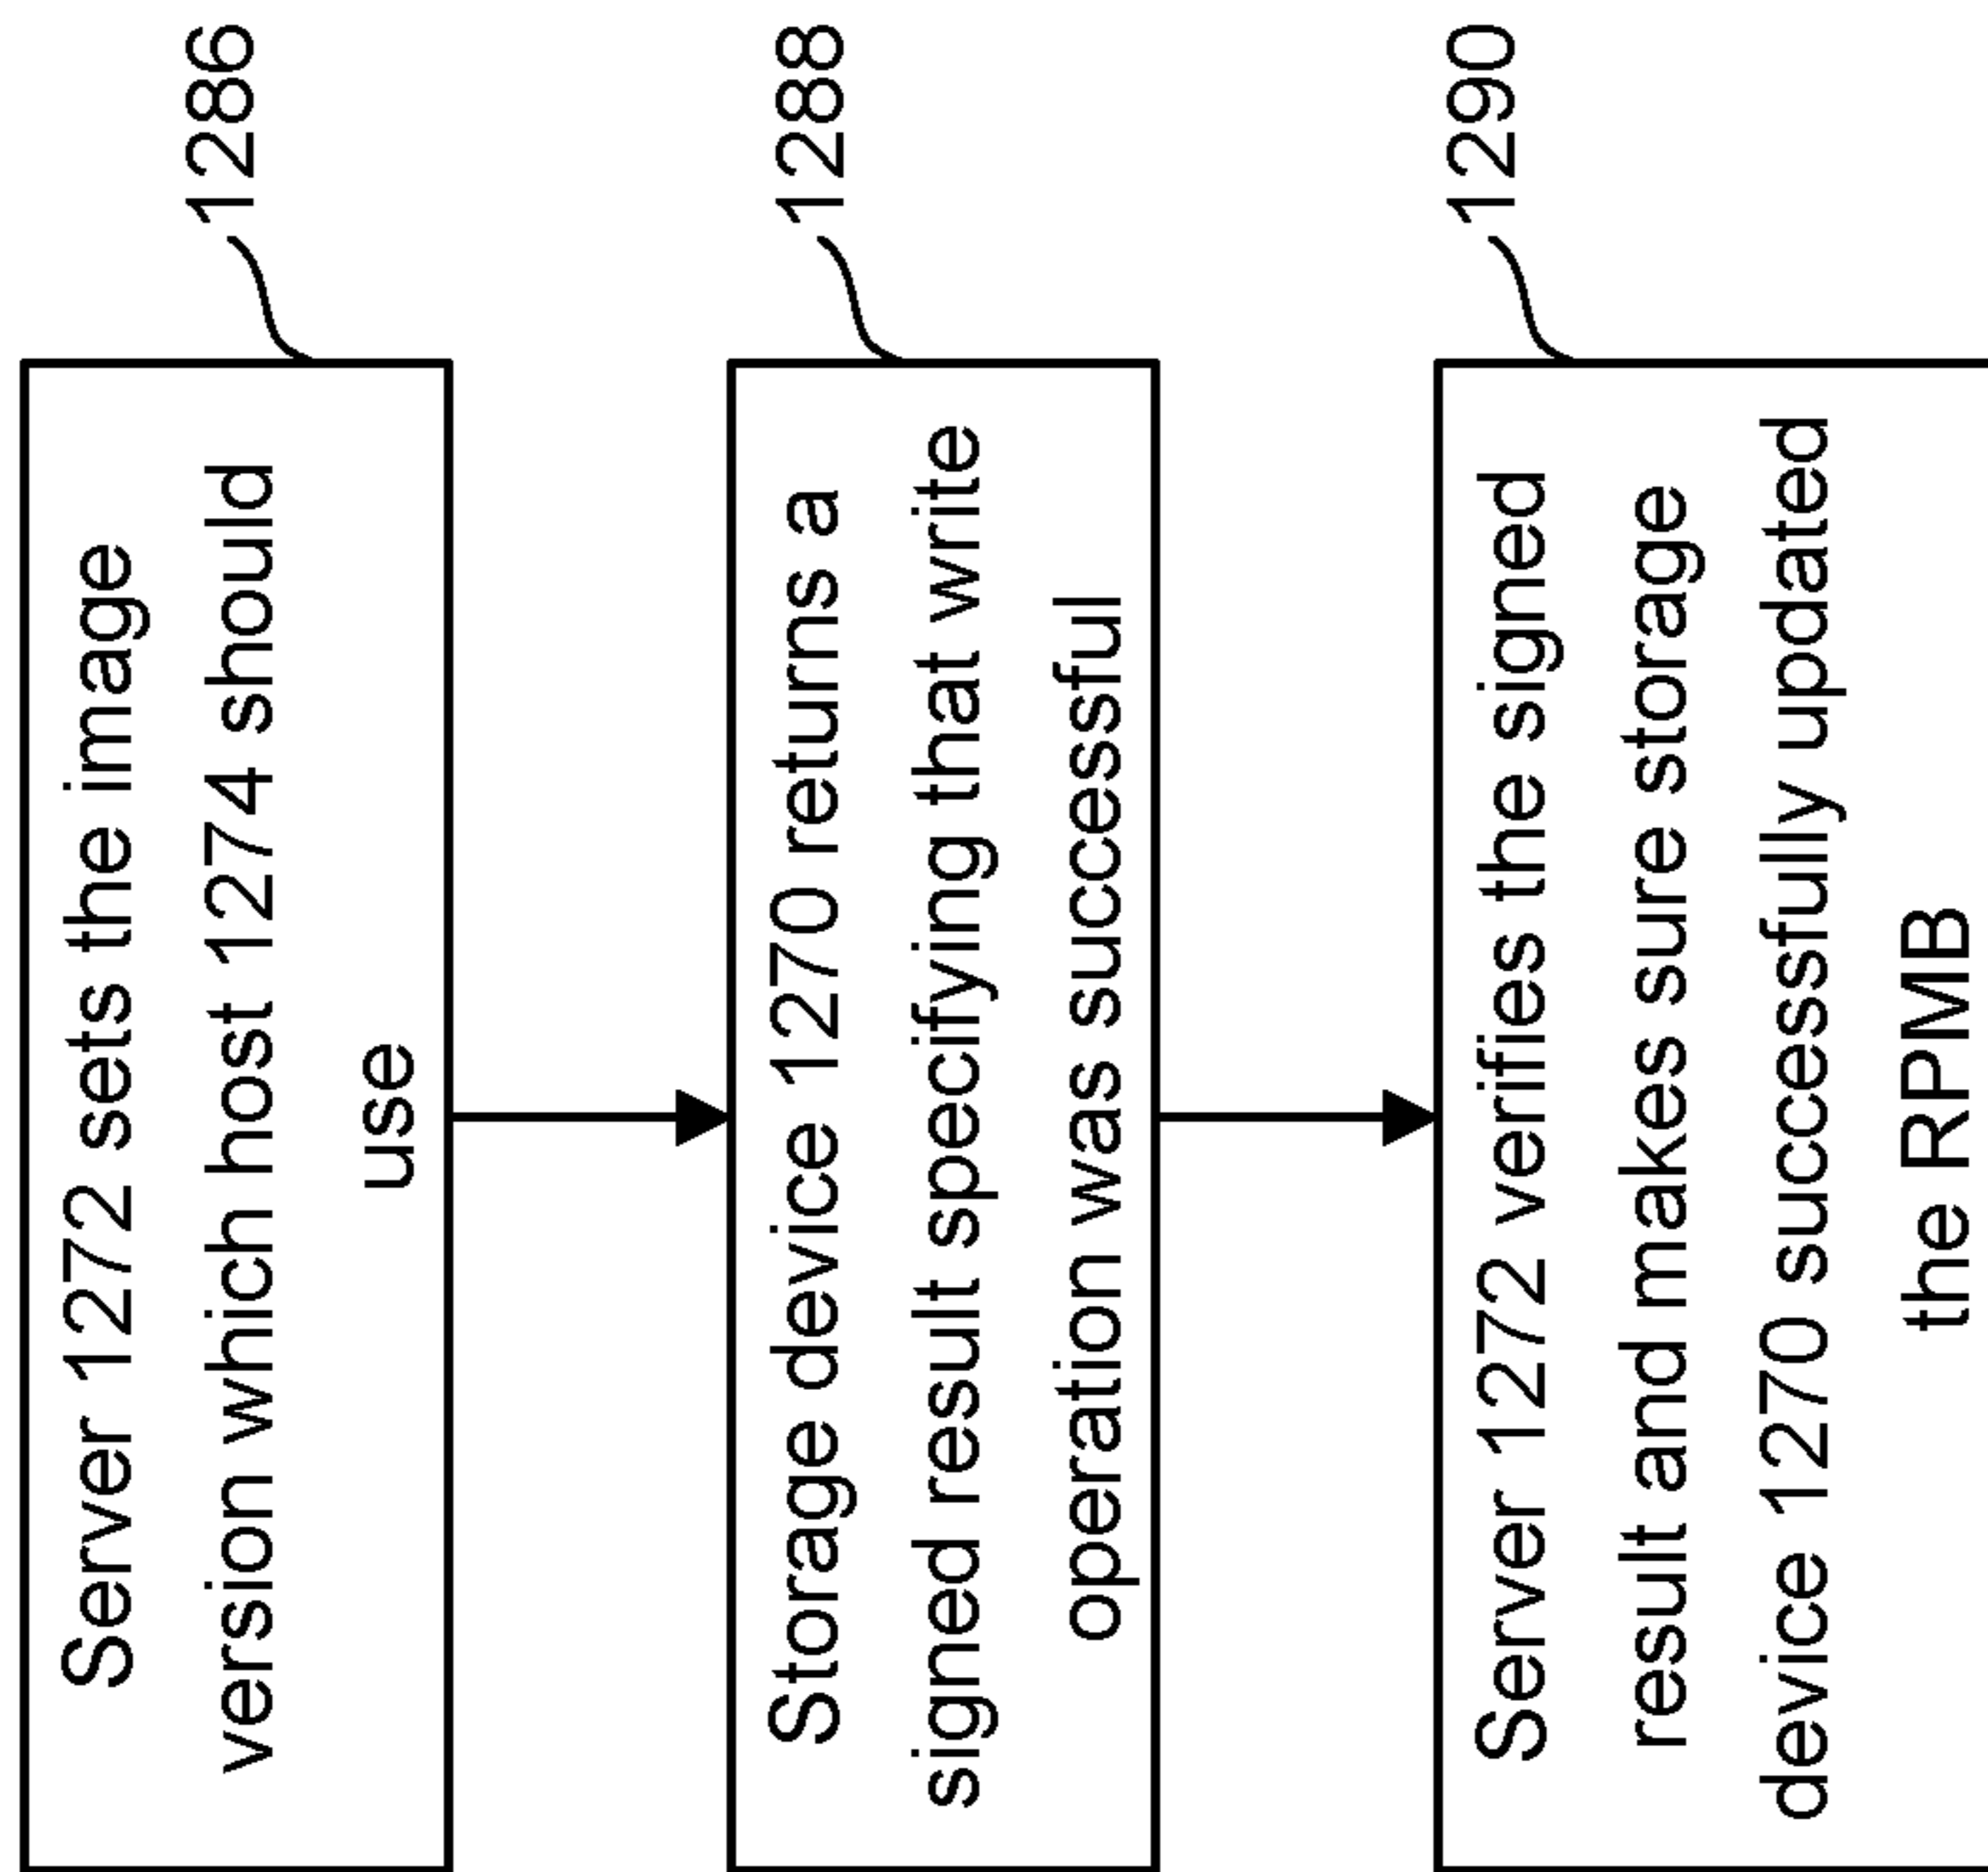 Server 1272 sets the image
version which host 1274 should
use
1286
Storage device 1270 returns a
signed result specifying that write
operation was successful
1288
Server 1272 verifies the signed
result and makes sure storage
device 1270 successfully updated
the RPMB
1290